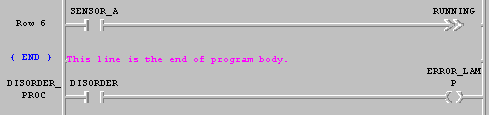 SENSOR_A RUNNING
Row 6
( END ) This line is the end of program body.
ERROR_LAM
DISORDER_ DISORDER P
PROC